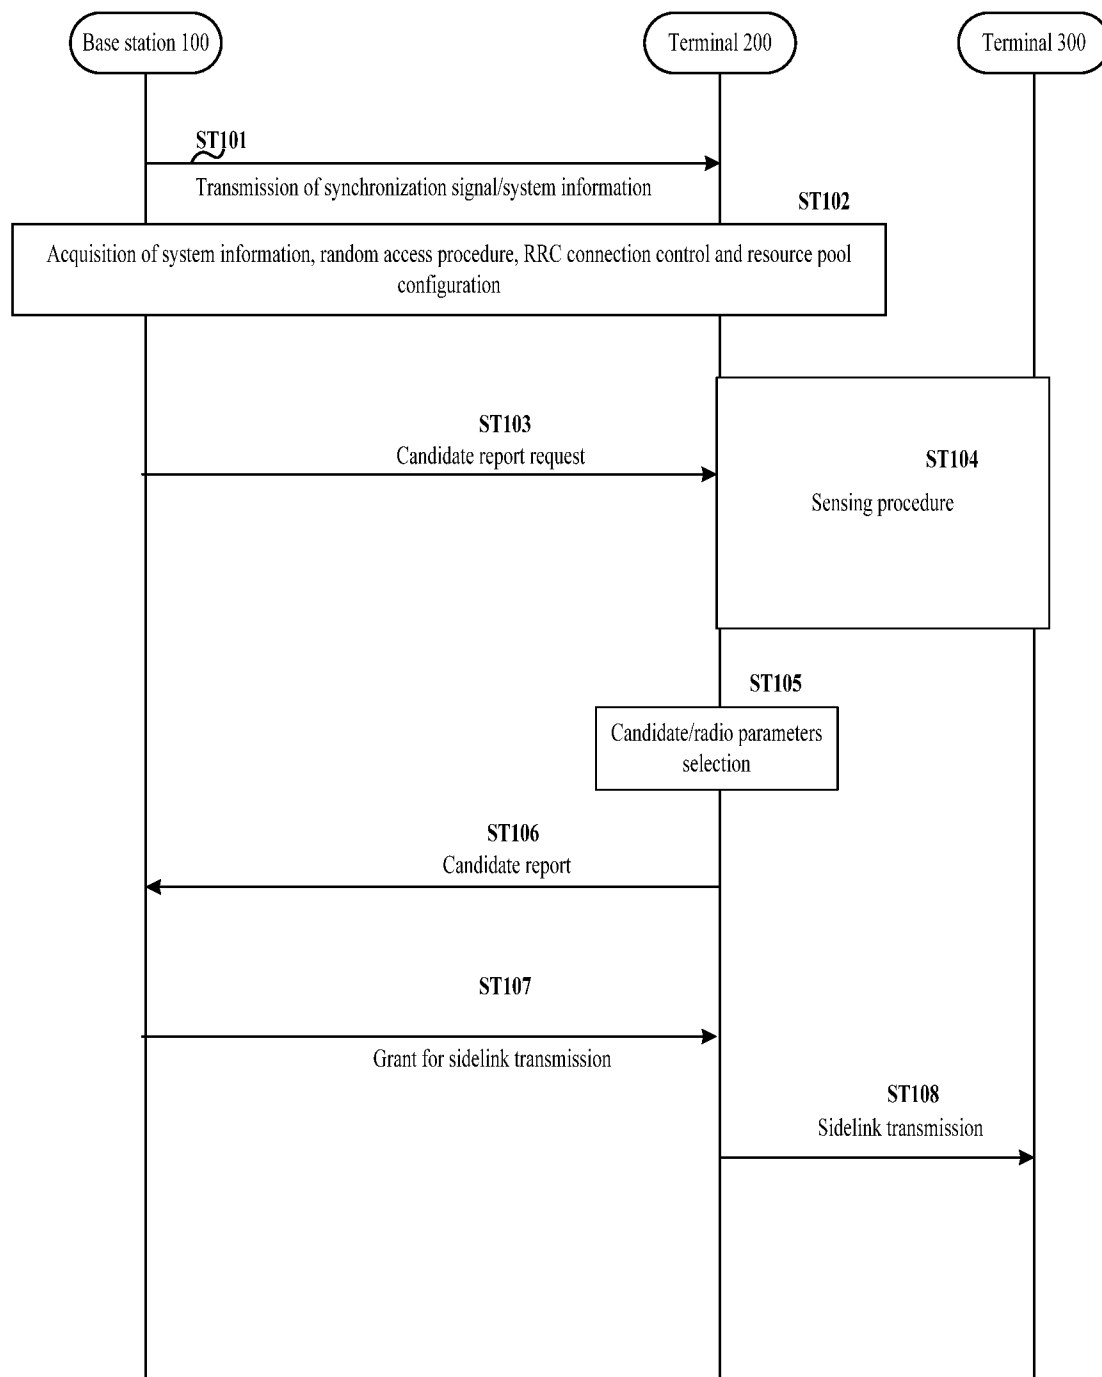 Base station 100
Terminal 200
Terminal 300
ST101
Transmission of synchronization signal/system information
ST102
Acquisition of system information, random access procedure, RRC connection control and resource pool
configuration
ST103
Candidate report request
ST104
Sensing procedure
ST105
Candidate/radio parameters
selection
ST106
Candidate report
ST107
Grant for sidelink transmission
ST108
Sidelink transmission